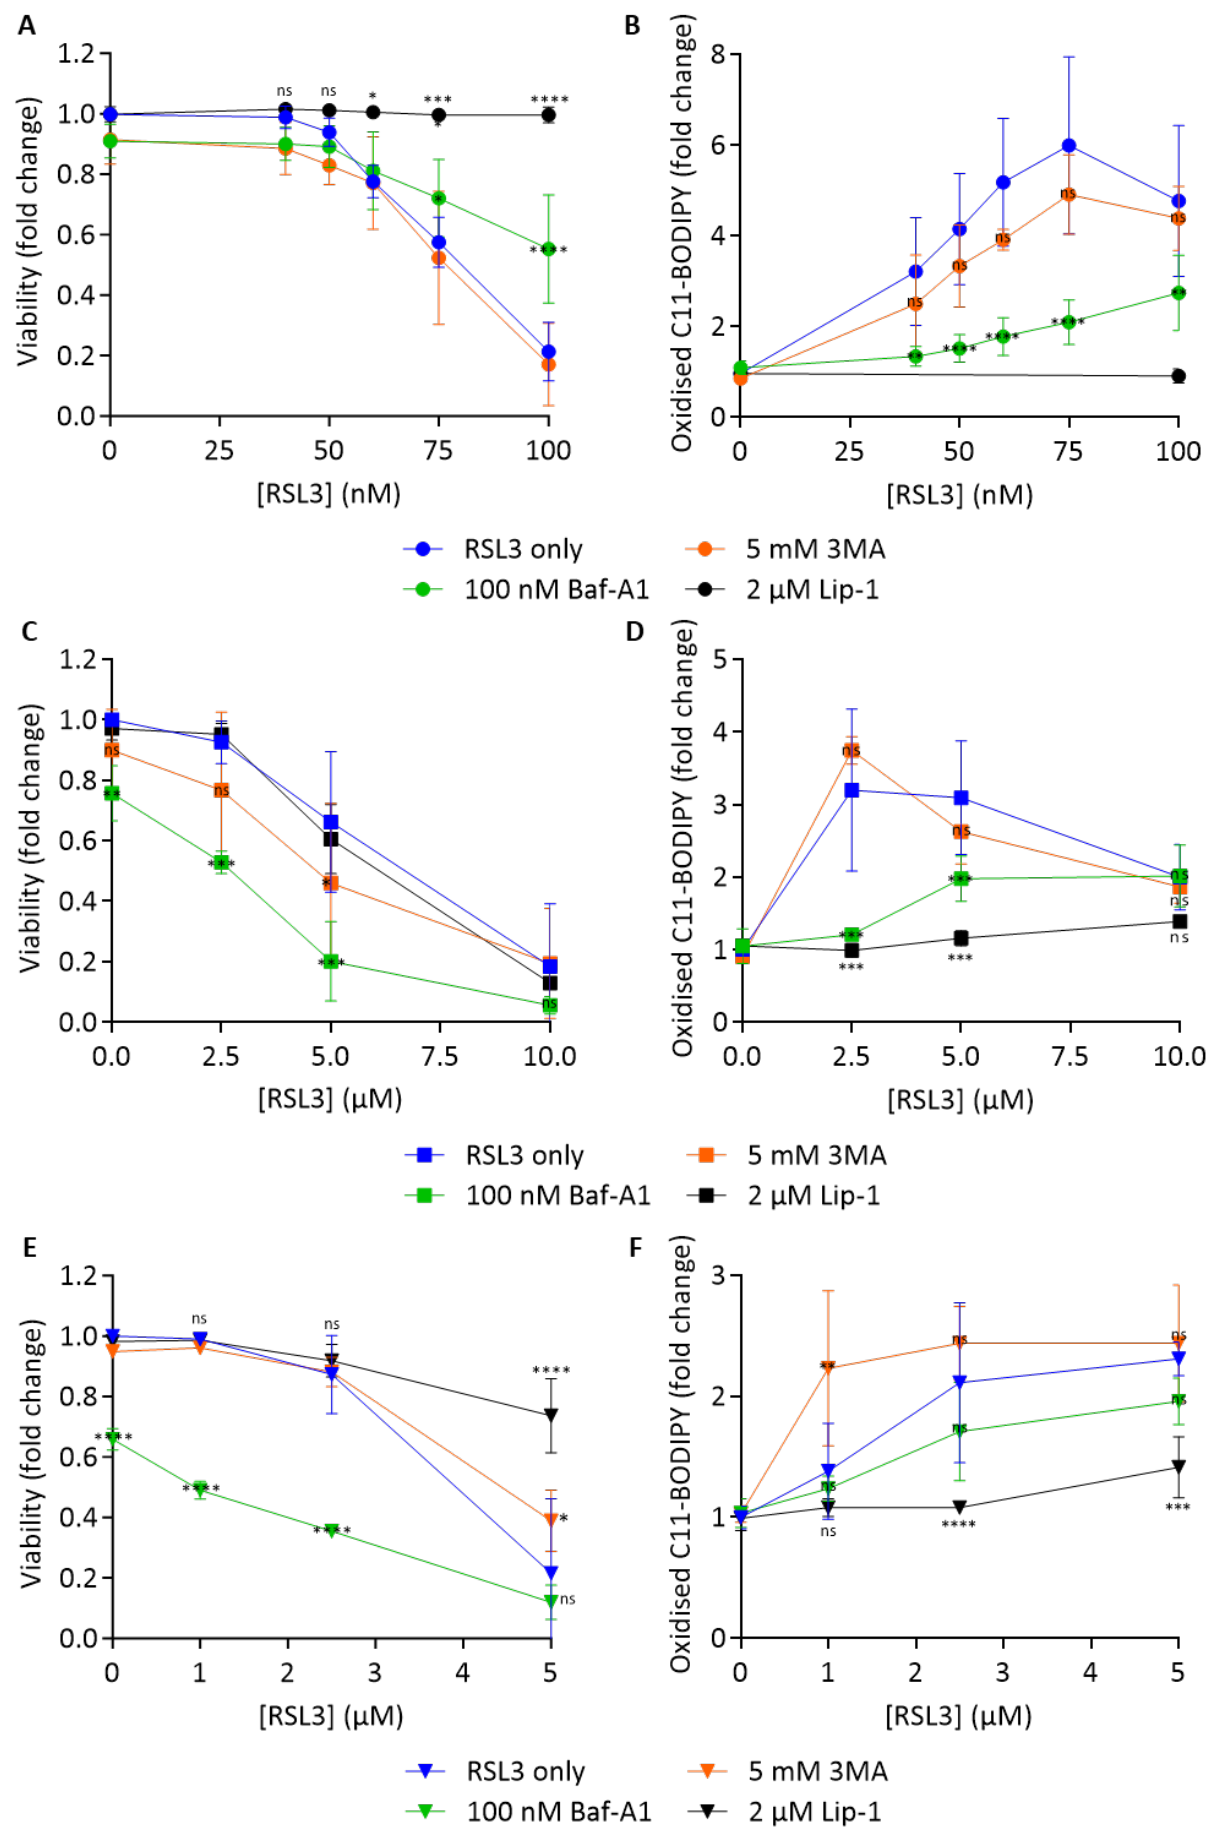 A
Viability (fold change)
1.2
1.0
0.8
0.6
0.4
0.2
0.0
ns
ns
*
***
*
****
*
****
0
25
50
75
100
[RSL3] (nM)
B
Oxidised C11-BODIPY (fold change)
8
6
4
2
0
ns
ns
ns
ns
ns
**
****
****
****
**
0
25
50
75
100
[RSL3] (nM)
RSL3 only
5 mM 3MA
100 nM Baf-A1
2 µM Lip-1
C
Viability (fold change)
1.2
1.0
0.8
0.6
0.4
0.2
0.0
ns
**
ns
***
*
***
ns
0.0
2.5
5.0
7.5
10.0
[RSL3] (µM)
D
Oxidised C11-BODIPY (fold change)
5
4
3
2
1
0
ns
***
***
ns
***
***
ns
ns
ns
0.0
2.5
5.0
7.5
10.0
[RSL3] (µM)
RSL3 only
5 mM 3MA
100 nM Baf-A1
2 µM Lip-1
E
Viability (fold change)
1.2
1.0
0.8
0.6
0.4
0.2
0.0
****
ns
****
ns
****
****
*
ns
0
1
2
3
4
5
[RSL3] (µM)
F
Oxidised C11-BODIPY (fold change)
3
2
1
0
**
ns
ns
ns
ns
****
ns
ns
***
0
1
2
3
4
5
[RSL3] (µM)
RSL3 only
5 mM 3MA
100 nM Baf-A1
2 µM Lip-1